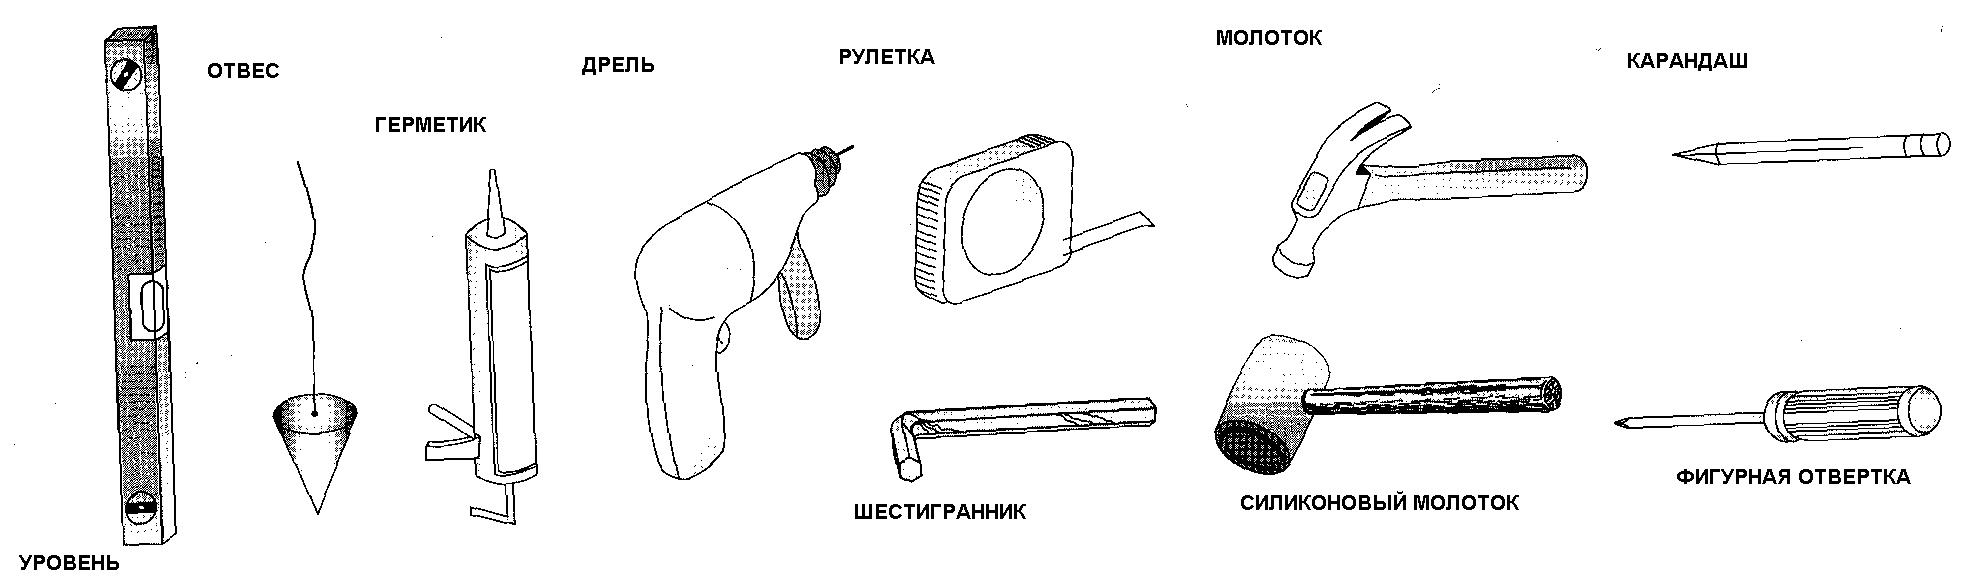 УРОВЕНЬ
ОТВЕС
ГЕРМЕТИК
ДРЕЛЬ
РУЛЕТКА
ШЕСТИГРАННИК
МОЛОТОК
СИЛИКОНОВЫЙ МОЛОТОК
КАРАНДАШ
ФИГУРНАЯ ОТВЕРТКА